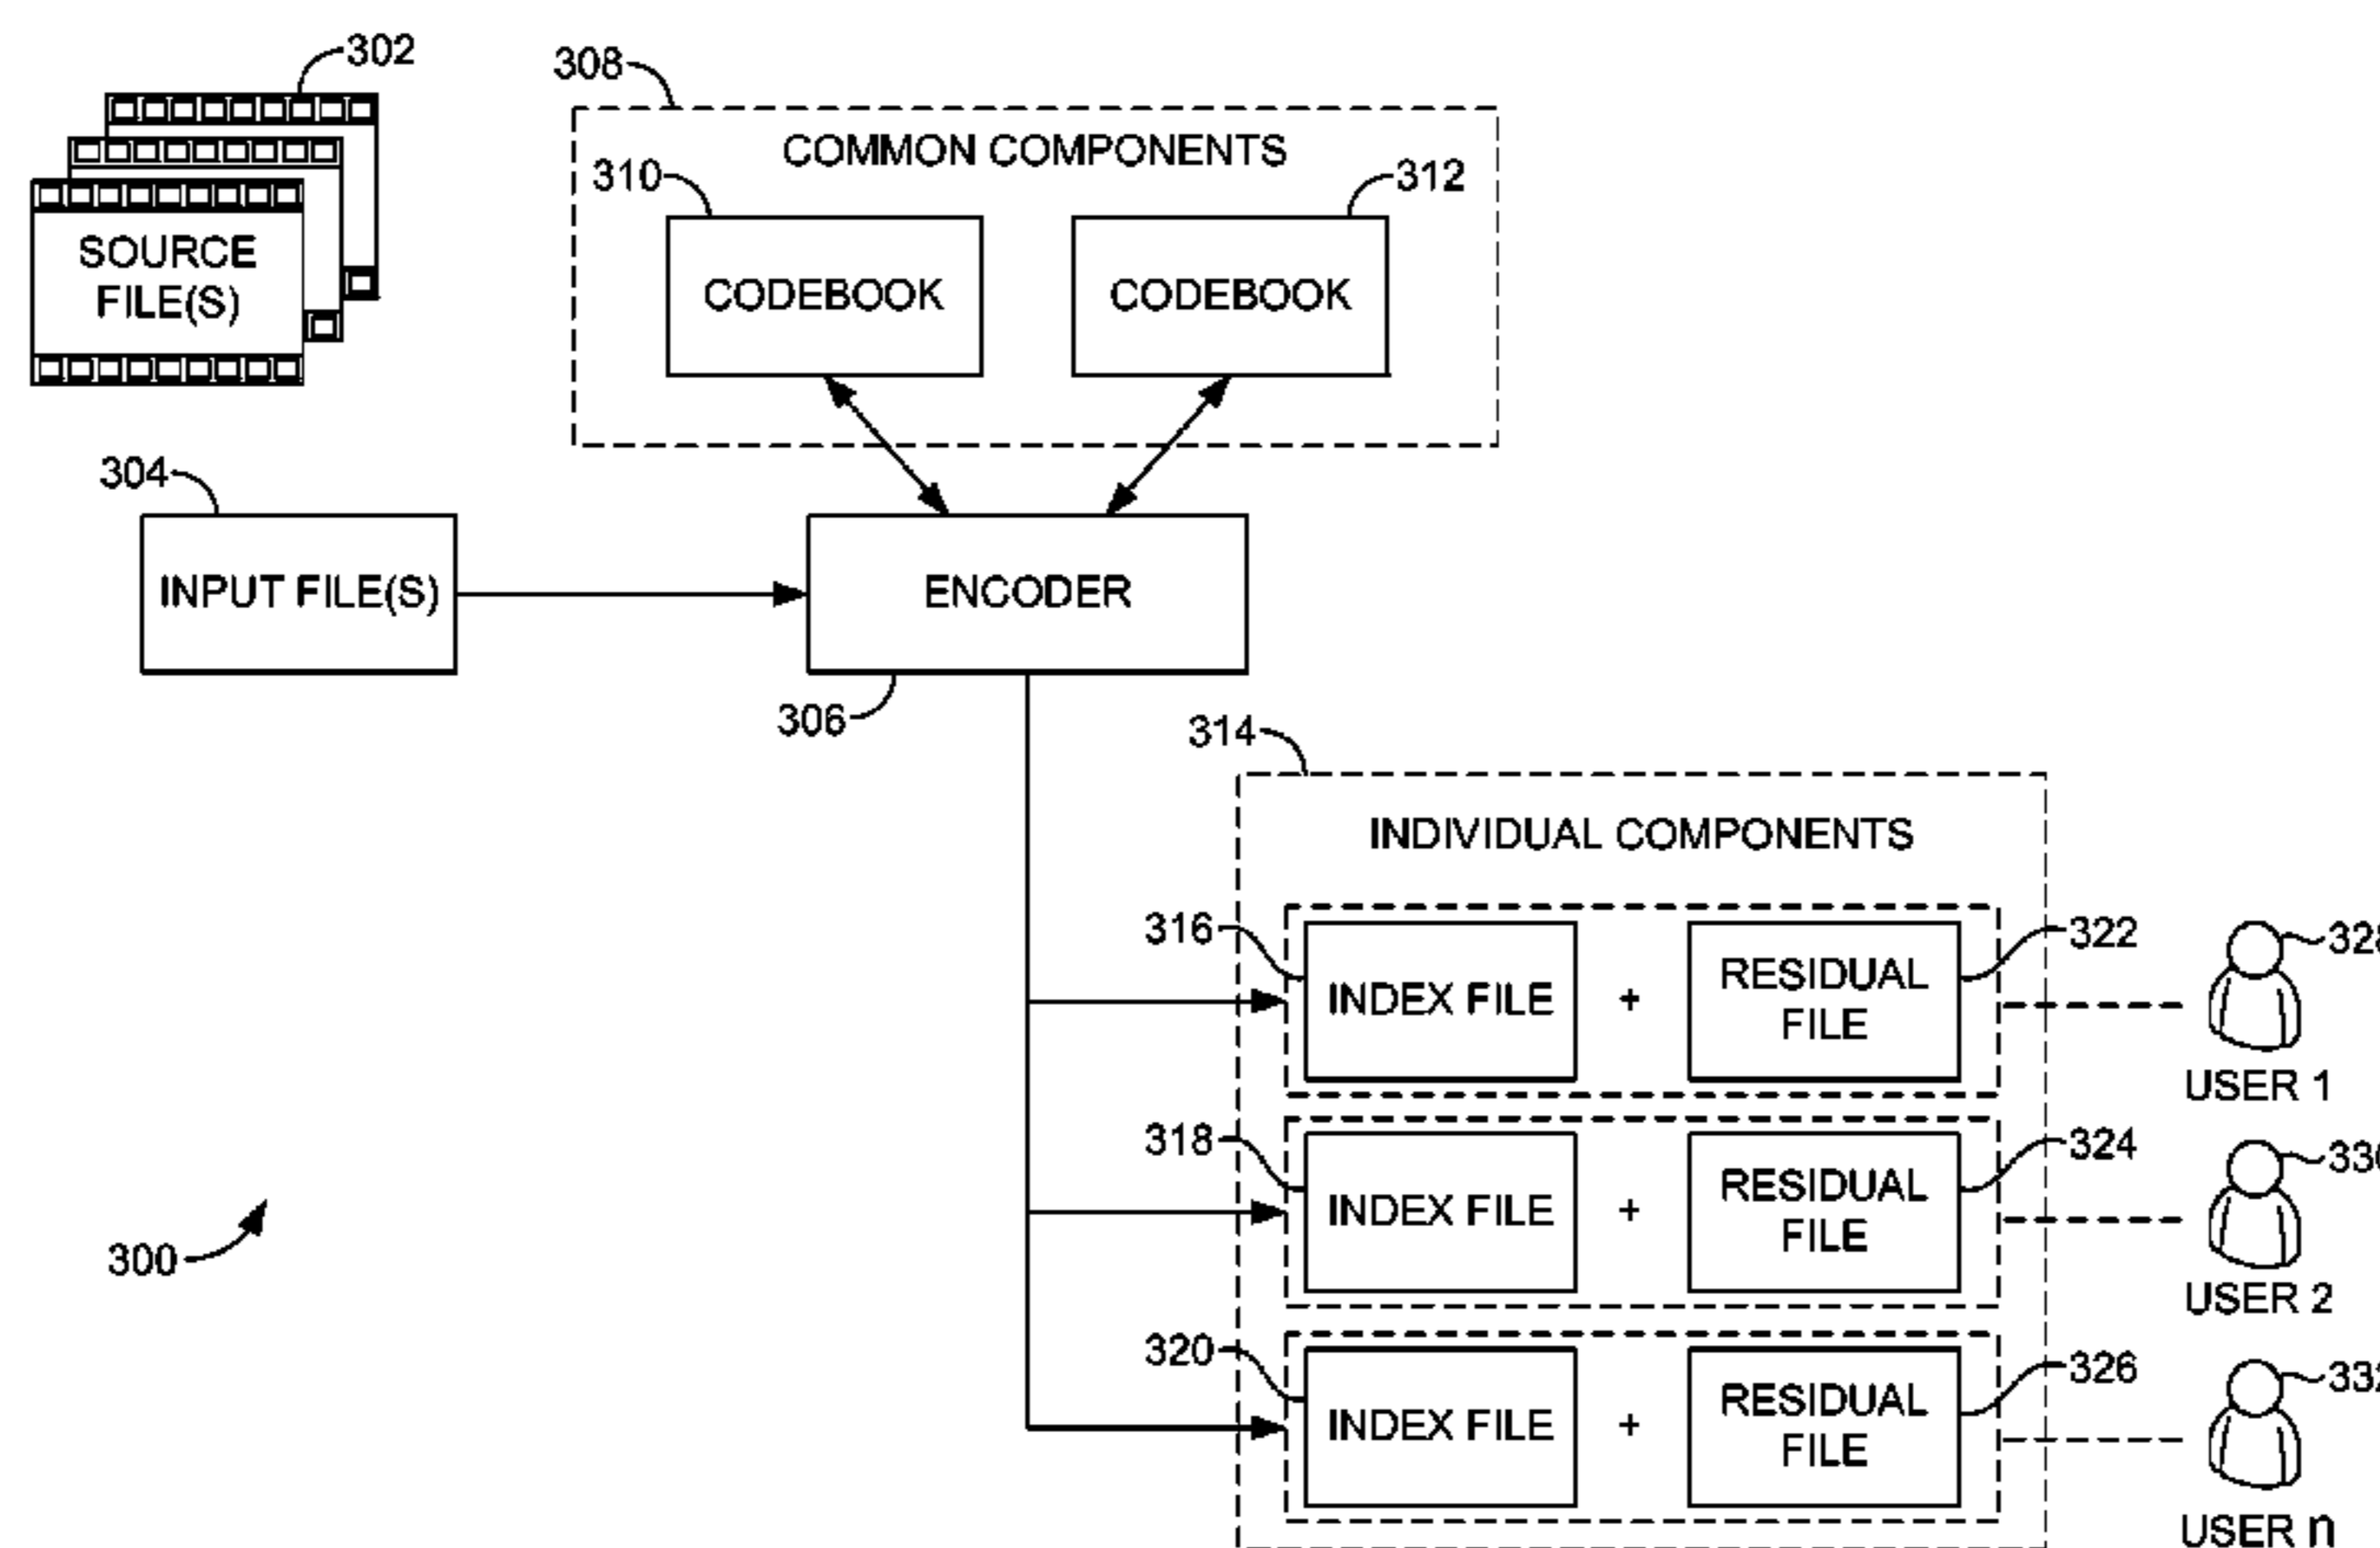 302
308
COMMON COMPONENTS
310
312
SOURCE
FILE(S)
CODEBOOK
CODEBOOK
304
INPUT FILE(S)
ENCODER
306
314
INDIVIDUAL COMPONENTS
316
INDEX FILE
+
RESIDUAL
FILE
322
USER 1
318
INDEX FILE
+
RESIDUAL
FILE
324
USER 2
300
320
INDEX FILE
+
RESIDUAL
FILE
326
USER n